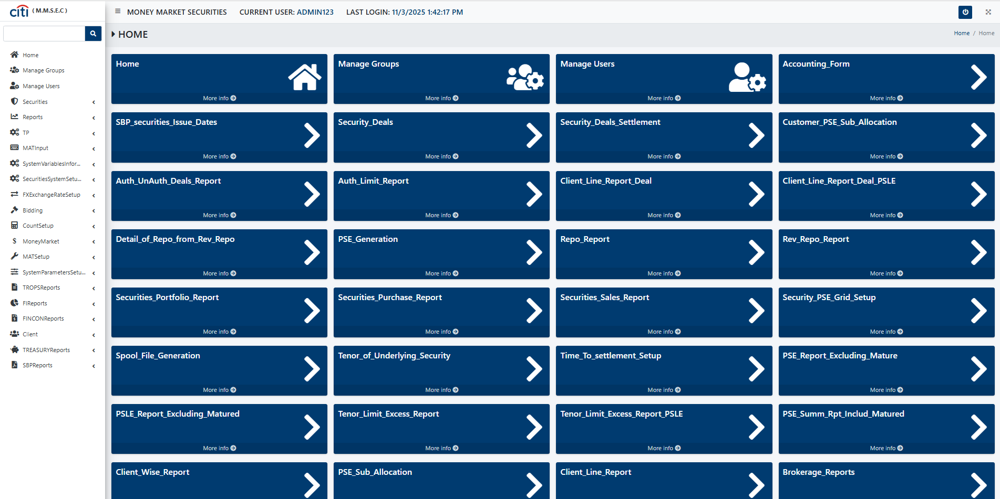 citi ( M.M.S.E.C )
MONEY MARKET SECURITIES CURRENT USER: ADMIN123 LAST LOGIN: 11/3/2025 1:42:17 PM
HOME
Home / Home
Home
Manage Groups
Manage Users
Securities
Reports
TP
MATInput
SystemVariablesInfor...
SecuritiesSystemSetu...
FXExchangeRateSetup
Bidding
CountSetup
MoneyMarket
MATSetup
SystemParametersSetu...
TROPSReports
FIReports
FINCONReports
Client
TREASURYReports
SBPReports
Home
More info
Manage Groups
More info
Manage Users
More info
Accounting_Form
More info
SBP_securities_Issue_Dates
More info
Security_Deals
More info
Security_Deals_Settlement
More info
Customer_PSE_Sub_Allocation
More info
Auth_UnAuth_Deals_Report
More info
Auth_Limit_Report
More info
Client_Line_Report_Deal
More info
Client_Line_Report_Deal_PSLE
More info
Detail_of_Repo_from_Rev_Repo
More info
PSE_Generation
More info
Repo_Report
More info
Rev_Repo_Report
More info
Securities_Portfolio_Report
More info
Securities_Purchase_Report
More info
Securities_Sales_Report
More info
Security_PSE_Grid_Setup
More info
Spool_File_Generation
More info
Tenor_of_Underlying_Security
More info
Time_To_settlement_Setup
More info
PSE_Report_Excluding_Mature
More info
PSLE_Report_Excluding_Matured
More info
Tenor_Limit_Excess_Report
More info
Tenor_Limit_Excess_Report_PSLE
More info
PSE_Summ_Rpt_Includ_Matured
More info
Client_Wise_Report
PSE_Sub_Allocation
Client_Line_Report
Brokerage_Reports